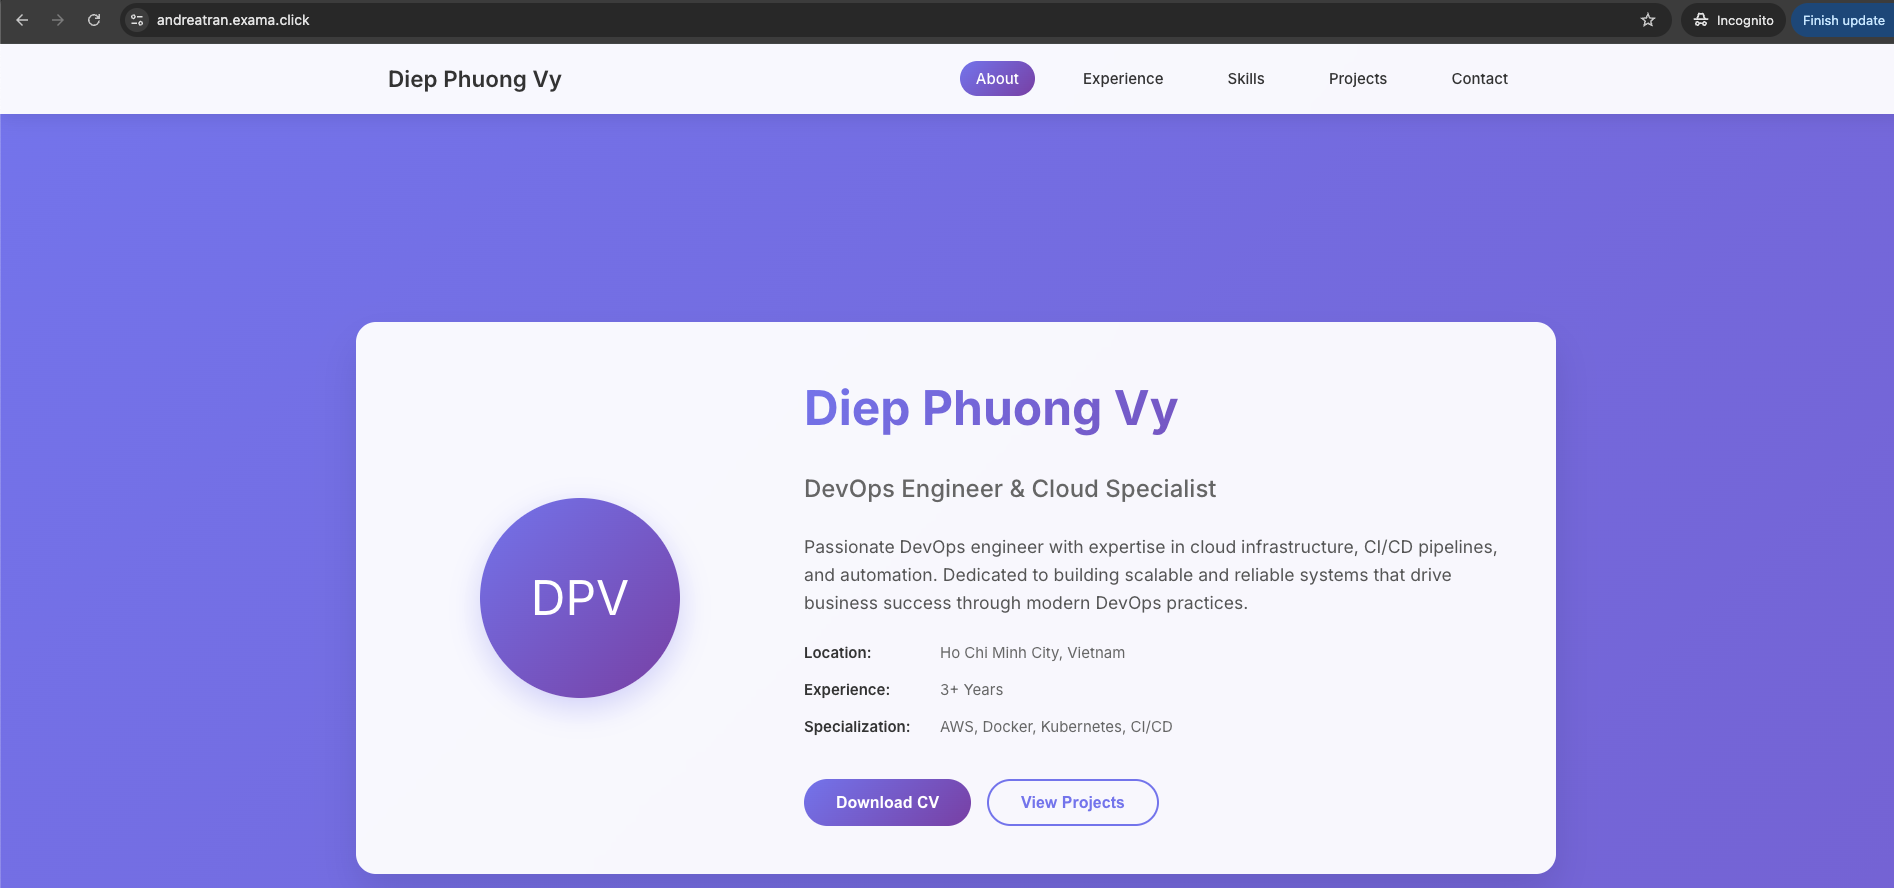 andreatran.exama.click
Incognito
Finish update
Diep Phuong Vy
About
Experience
Skills
Projects
Contact
Diep Phuong Vy
DevOps Engineer & Cloud Specialist
Passionate DevOps engineer with expertise in cloud infrastructure, CI/CD pipelines,
and automation. Dedicated to building scalable and reliable systems that drive
business success through modern DevOps practices.
DPV
Location: Ho Chi Minh City, Vietnam
Experience: 3+ Years
Specialization: AWS, Docker, Kubernetes, CI/CD
Download CV
View Projects